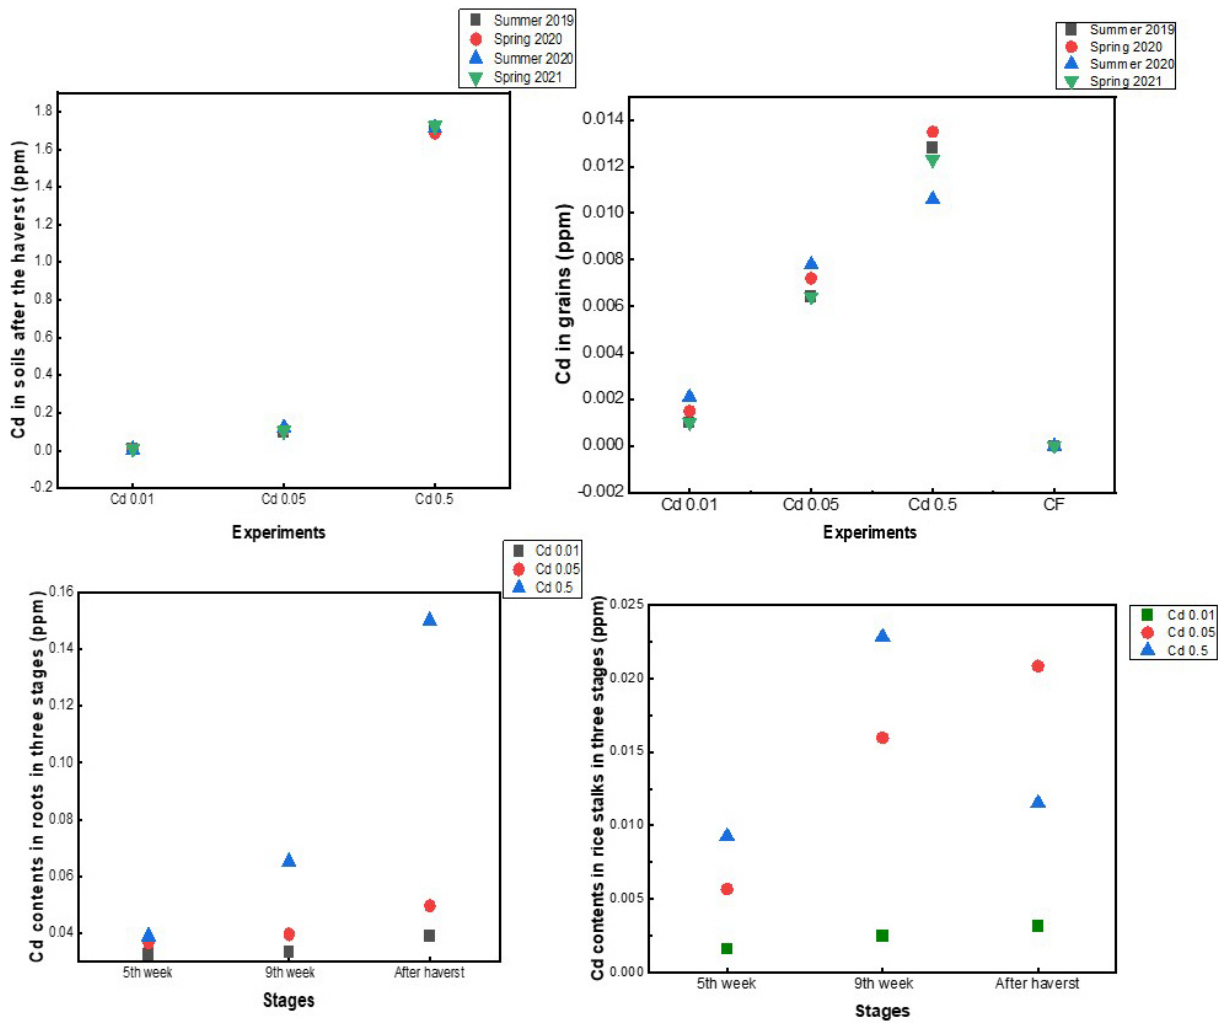 Summer 2019
Spring 2020
Summer 2020
Spring 2021
1.8
1.6
1.4
1.2
1.0
0.8
0.6
0.4
0.2
0.0
-0.2
Cd in soils after the haverst (ppm)
Cd 0.01
Cd 0.05
Cd 0.5
Experiments
Summer 2019
Spring 2020
Summer 2020
Spring 2021
0.014
0.012
0.010
0.008
0.006
0.004
0.002
0.000
-0.002
Cd in grains (ppm)
Cd 0.01
Cd 0.05
Cd 0.5
CF
Experiments
Cd 0.01
Cd 0.05
Cd 0.5
0.16
0.14
0.12
0.10
0.08
0.06
0.04
Cd contents in roots in three stages (ppm)
5th week
9th week
After haverst
Stages
Cd 0.01
Cd 0.05
Cd 0.5
0.025
0.020
0.015
0.010
0.005
0.000
Cd contents in rice stalks in three stages (ppm)
5th week
9th week
After haverst
Stages